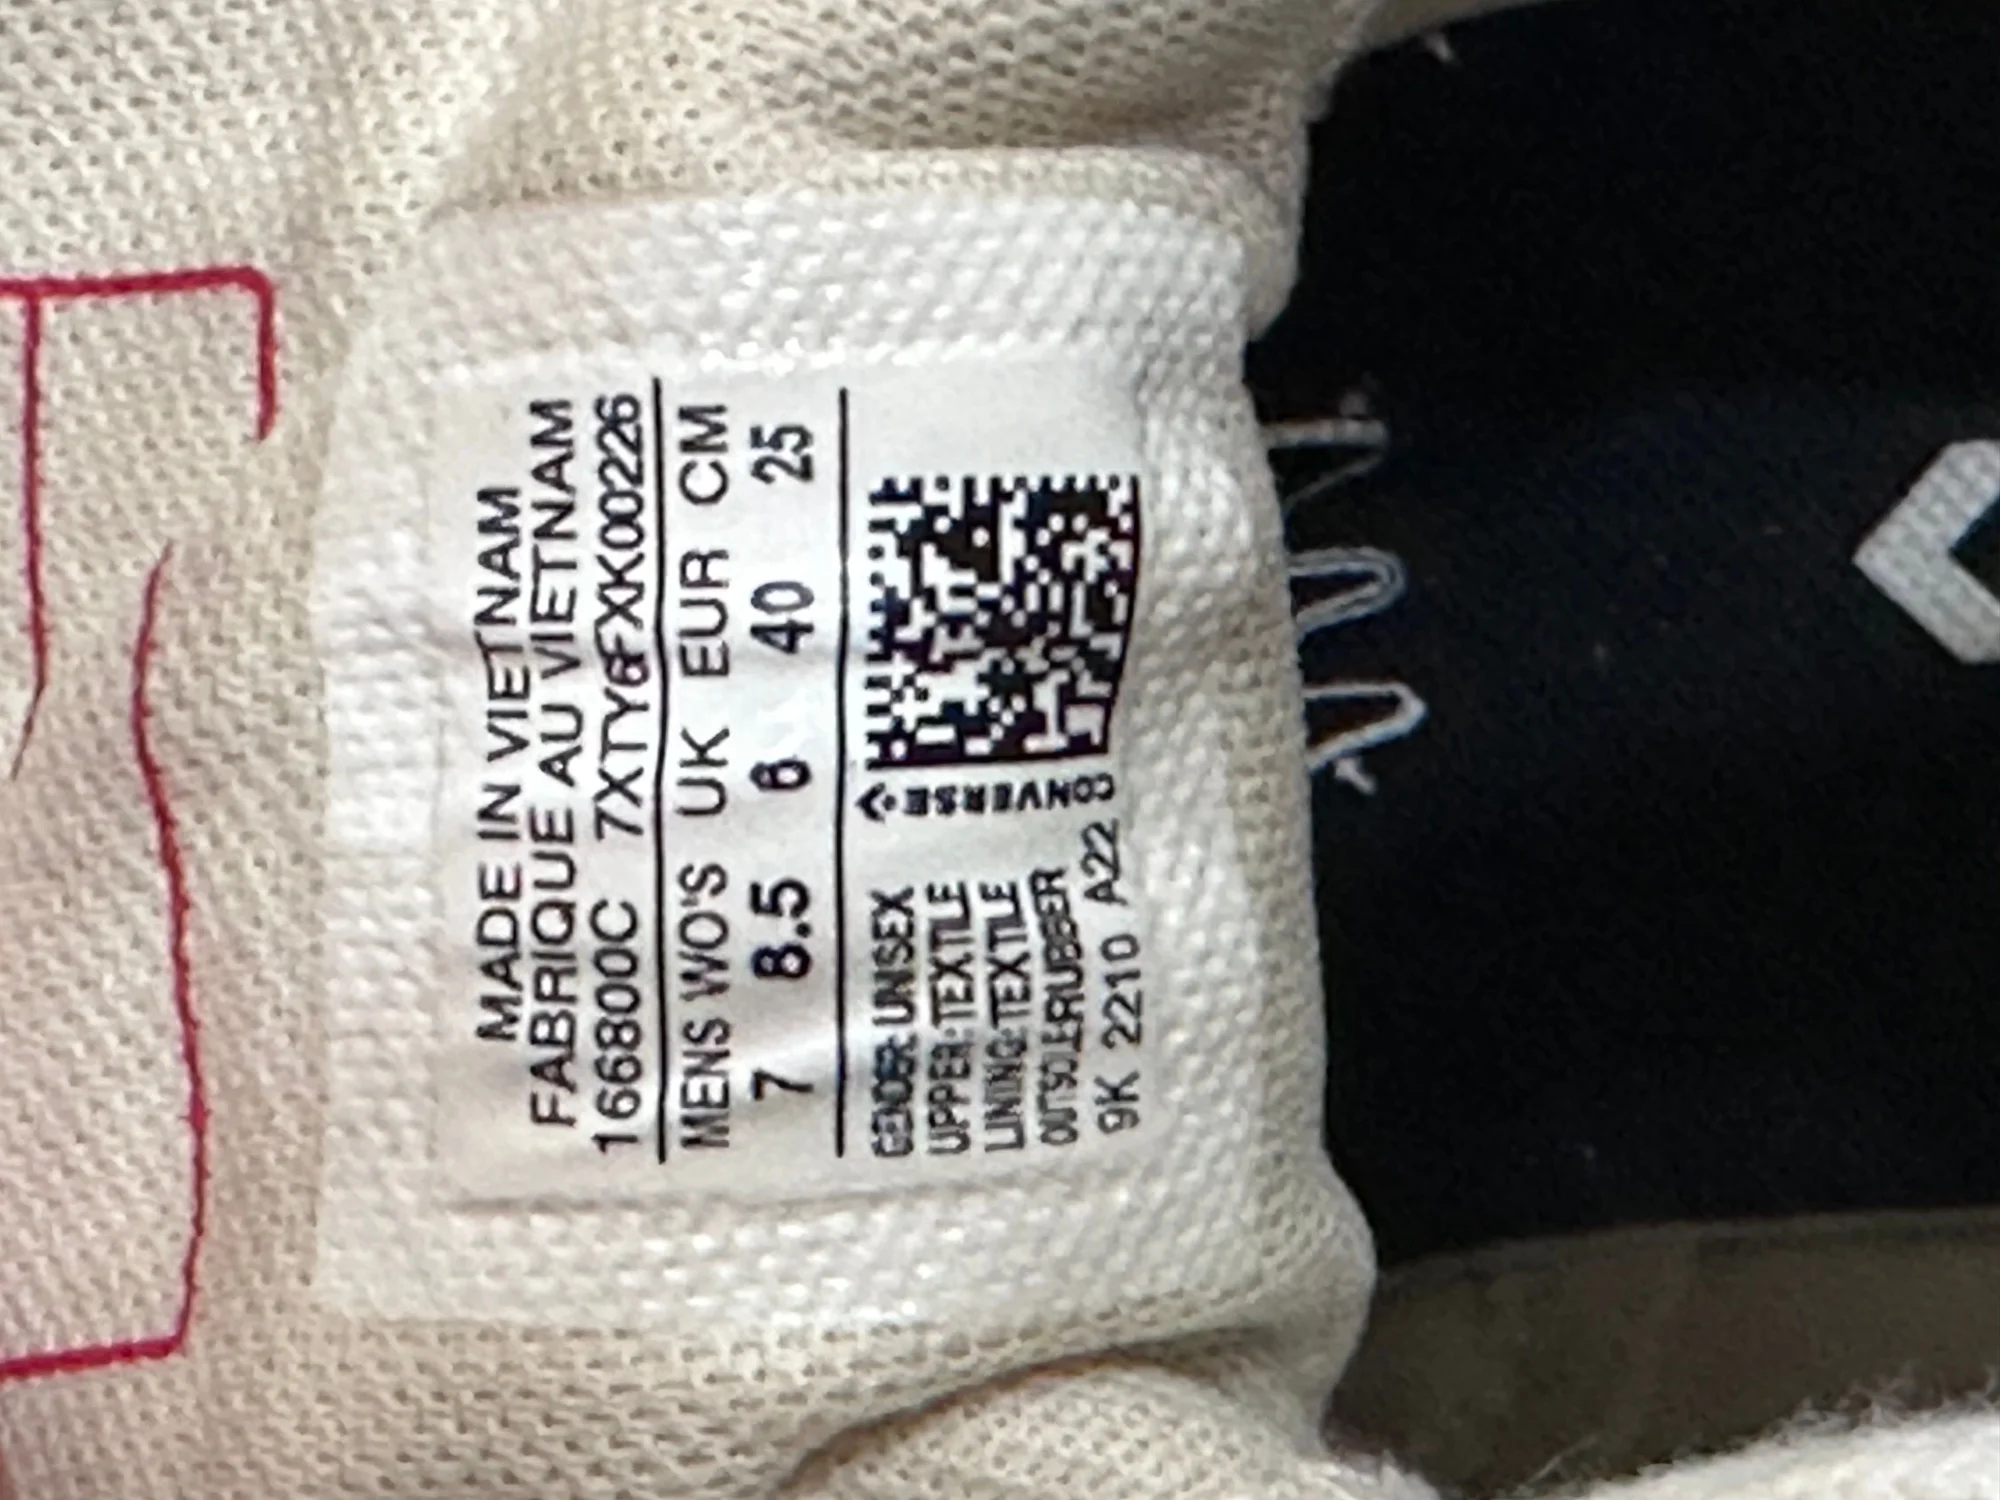 MADE IN VIETNAM
FABRIQUE AU VIETNAM
166800C 7XTY6FXK00226
MENS WO'S UK EUR CM
7 8.5 6 40 25
GENDER: UNISEX
UPPER: TEXTILE
LINING: TEXTILE
OUTSOLE:RUBBER
9K 2210 A22
CONVERSE